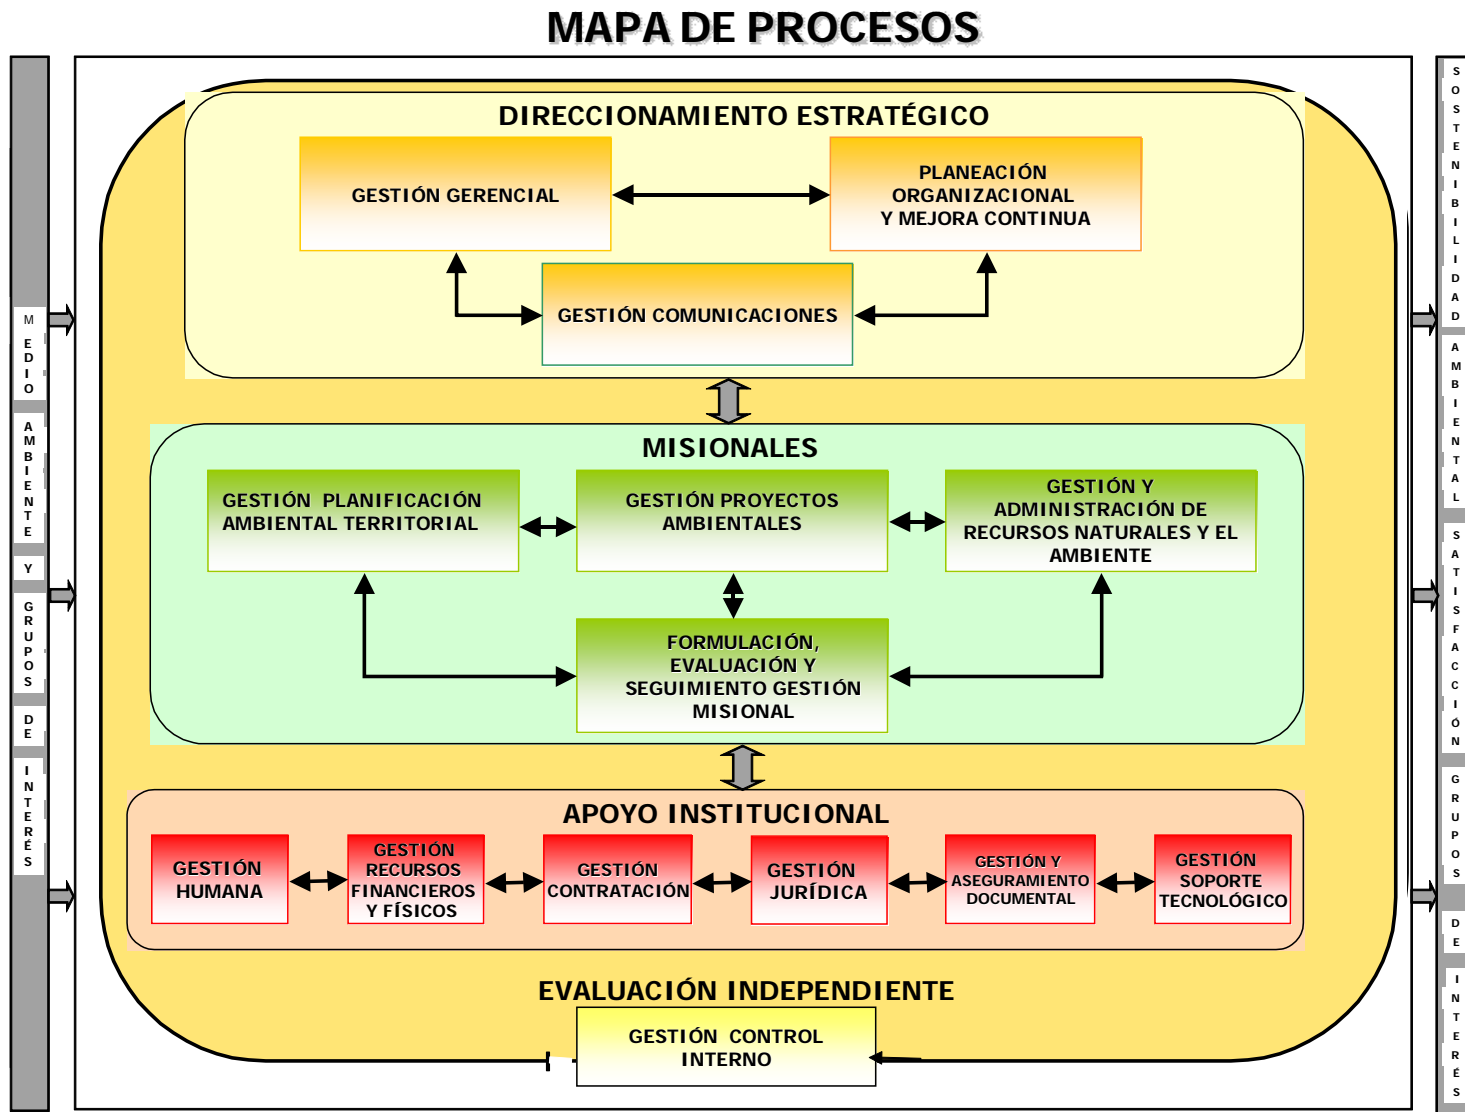 MAPA DE PROCESOS
MEDIO AMBIENTE Y GRUPOS DE INTERÉS
DIRECCIONAMIENTO ESTRATÉGICO
GESTIÓN GERENCIAL
PLANEACIÓN
ORGANIZACIONAL
Y MEJORA CONTINUA
GESTIÓN COMUNICACIONES
MISIONALES
GESTIÓN PLANIFICACIÓN
AMBIENTAL TERRITORIAL
GESTIÓN PROYECTOS
AMBIENTALES
GESTIÓN Y
ADMINISTRACIÓN DE
RECURSOS NATURALES Y EL
AMBIENTE
FORMULACIÓN,
EVALUACIÓN Y
SEGUIMIENTO GESTIÓN
MISIONAL
APOYO INSTITUCIONAL
GESTIÓN
HUMANA
GESTIÓN
RECURSOS
FINANCIEROS
Y FÍSICOS
GESTIÓN
CONTRATACIÓN
GESTIÓN
JURÍDICA
GESTIÓN Y
ASEGURAMIENTO
DOCUMENTAL
GESTIÓN
SOPORTE
TECNOLÓGICO
EVALUACIÓN INDEPENDIENTE
GESTIÓN CONTROL
INTERNO
SOSTENIBILIDAD AMBIENTAL SATISFACCIÓN GRUPOS DE INTERÉS